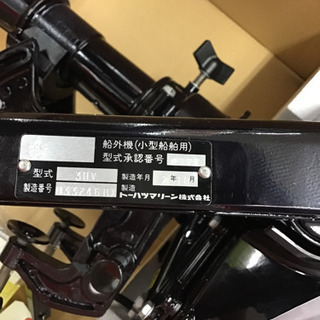 船外機(小型船舶用)
型式承認番号
型式
製造年月 年 月
製造番号
製造
トーハツマリーン株式会社